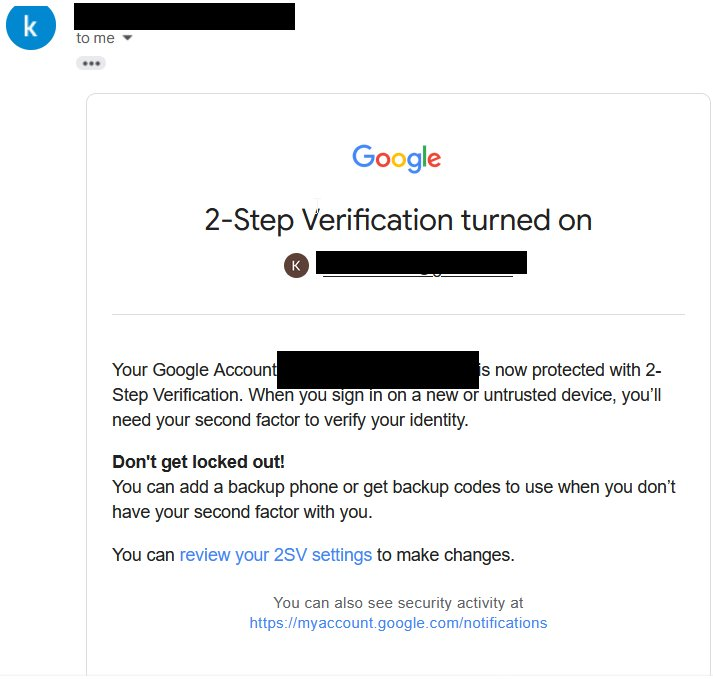 k
to me
Google
2-Step Verification turned on
K
Your Google Account is now protected with 2-
Step Verification. When you sign in on a new or untrusted device, you'll
need your second factor to verify your identity.
Don't get locked out!
You can add a backup phone or get backup codes to use when you don't
have your second factor with you.
You can review your 2SV settings to make changes.
You can also see security activity at
https://myaccount.google.com/notifications